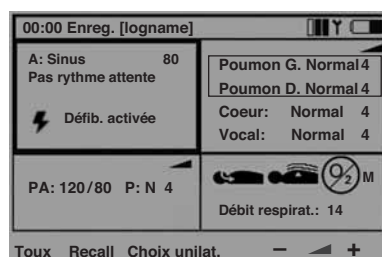 00:00 Enreg. [logname]
A: Sinus 80
Pas rythme attente
Défib. activée
Poumon G. Normal 4
Poumon D. Normal 4
Coeur: Normal 4
Vocal: Normal 4
PA: 120/80 P: N 4
O2 M
Débit respirat.: 14
Toux Recall Choix unilat. − +